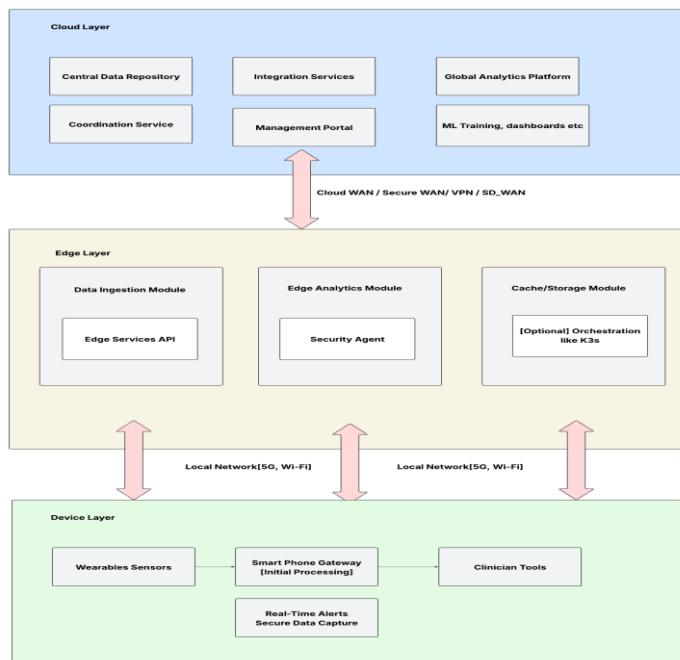 Cloud Layer
Central Data Repository
Integration Services
Global Analytics Platform
Coordination Service
Management Portal
ML Training, dashboards etc
Cloud WAN / Secure WAN/ VPN / SD_WAN
Edge Layer
Data Ingestion Module
Edge Analytics Module
Cache/Storage Module
Edge Services API
Security Agent
[Optional] Orchestration
like K3s
Local Network[5G, Wi-Fi]
Local Network[5G, Wi-Fi]
Device Layer
Wearables Sensors
Smart Phone Gateway
[Initial Processing]
Clinician Tools
Real-Time Alerts
Secure Data Capture